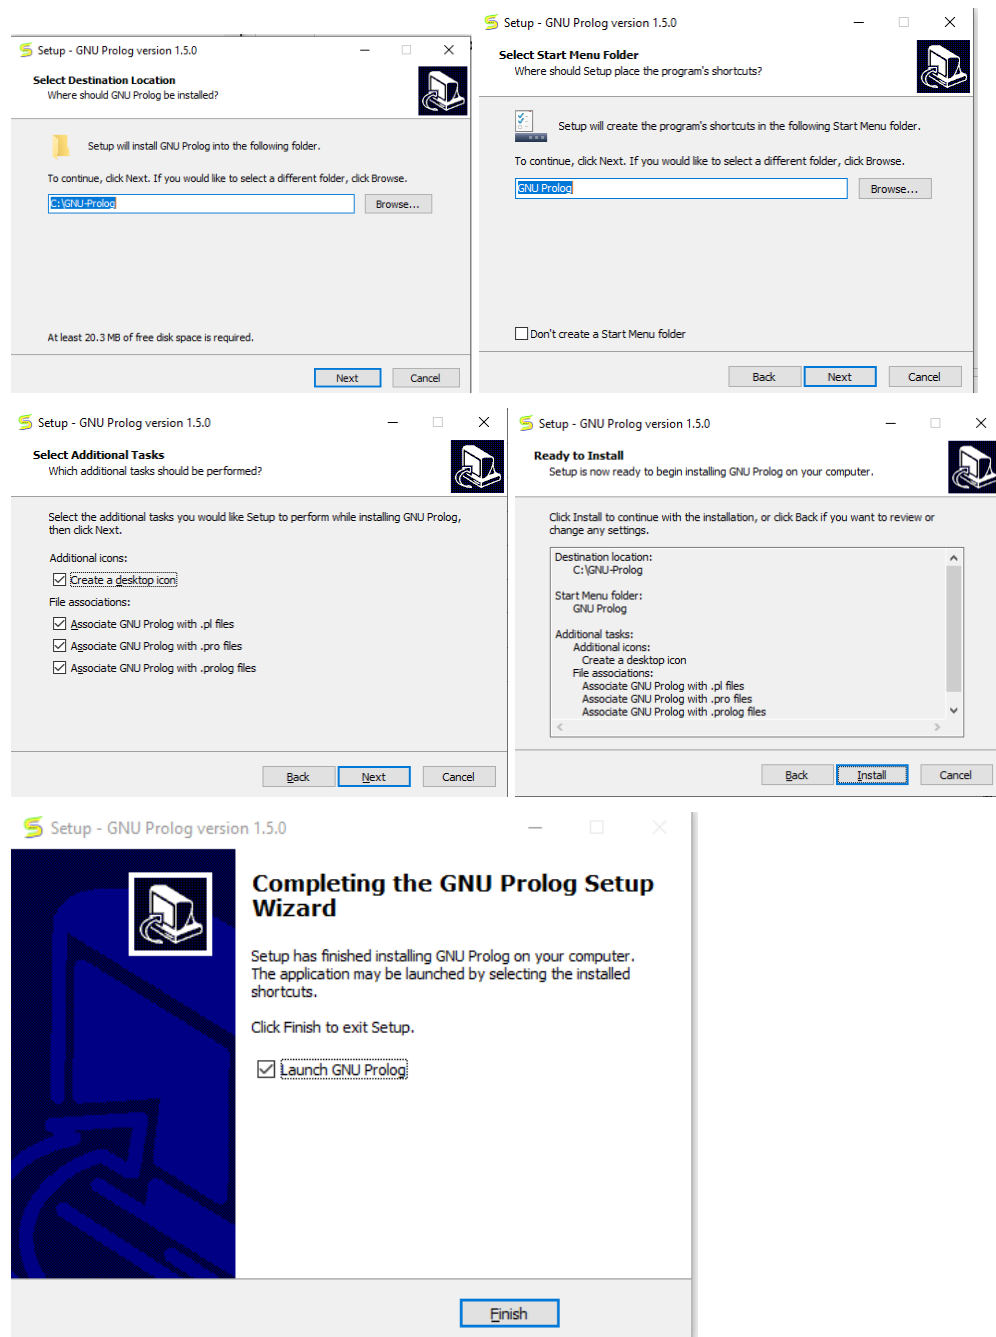 Setup - GNU Prolog version 1.5.0
Select Destination Location
Where should GNU Prolog be installed?
Setup will install GNU Prolog into the following folder.
To continue, click Next. If you would like to select a different folder, click Browse.
C:\GNU-Prolog
Browse...
At least 20.3 MB of free disk space is required.
Next
Cancel
Setup - GNU Prolog version 1.5.0
Select Start Menu Folder
Where should Setup place the program's shortcuts?
Setup will create the program's shortcuts in the following Start Menu folder.
To continue, click Next. If you would like to select a different folder, click Browse.
GNU Prolog
Browse...
Don't create a Start Menu folder
Back
Next
Cancel
Setup - GNU Prolog version 1.5.0
Select Additional Tasks
Which additional tasks should be performed?
Select the additional tasks you would like Setup to perform while installing GNU Prolog,
then click Next.
Additional icons:
Create a desktop icon
File associations:
Associate GNU Prolog with .pl files
Associate GNU Prolog with .pro files
Associate GNU Prolog with .prolog files
Back
Next
Cancel
Setup - GNU Prolog version 1.5.0
Ready to Install
Setup is now ready to begin installing GNU Prolog on your computer.
Click Install to continue with the installation, or click Back if you want to review or
change any settings.
Destination location:
C:\GNU-Prolog
Start Menu folder:
GNU Prolog
Additional tasks:
Additional icons:
Create a desktop icon
File associations:
Associate GNU Prolog with .pl files
Associate GNU Prolog with .pro files
Associate GNU Prolog with .prolog files
Back
Install
Cancel
Setup - GNU Prolog version 1.5.0
Completing the GNU Prolog Setup
Wizard
Setup has finished installing GNU Prolog on your computer.
The application may be launched by selecting the installed
shortcuts.
Click Finish to exit Setup.
Launch GNU Prolog
Finish